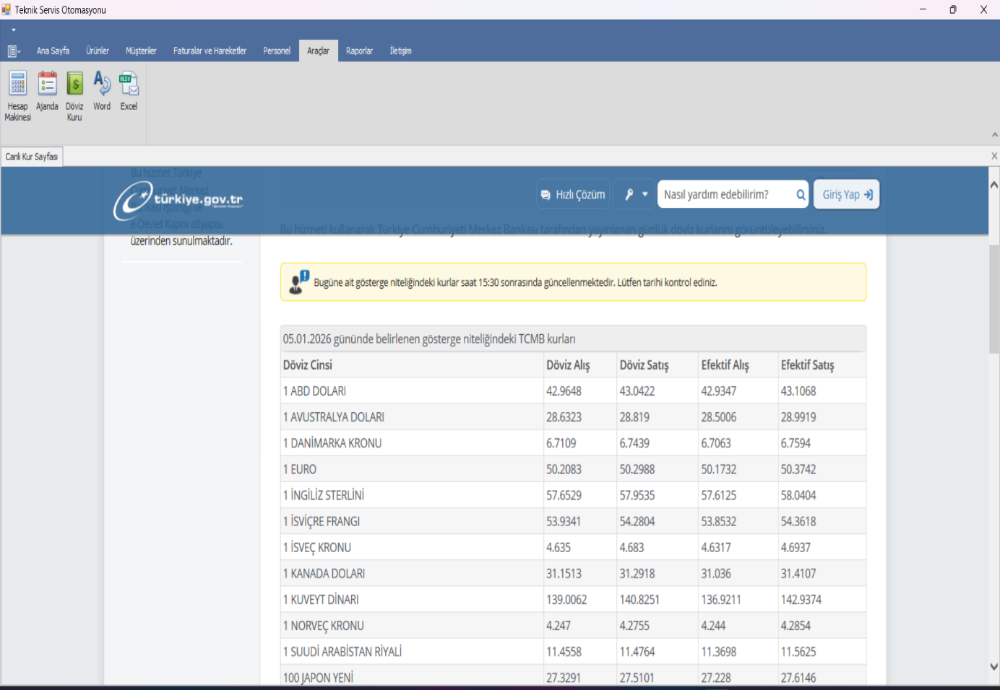 Teknik Servis Otomasyonu
Ana Sayfa Ürünler Müşteriler Faturalar ve Hareketler Personel Araçlar Raporlar İletişim
Hesap Makinesi
Ajanda
Döviz Kuru
Word
Excel
Canlı Kur Sayfası
Bu hizmet Türkiye
Cumhuriyet Merkez
Bankası işbirliği ile
e-Devlet Kapısı altyapısı
üzerinden sunulmaktadır.
türkiye.gov.tr
Hızlı Çözüm
Nasıl yardım edebilirim?
Giriş Yap
Bu hizmeti kullanarak Türkiye Cumhuriyeti Merkez Bankası tarafından yayınlanan günlük döviz kurlarını görüntüleyebilirsiniz.
Bugüne ait gösterge niteliğindeki kurlar saat 15:30 sonrasında güncellenmektedir. Lütfen tarihi kontrol ediniz.
05.01.2026 gününde belirlenen gösterge niteliğindeki TCMB kurları
Döviz Cinsi Döviz Alış Döviz Satış Efektif Alış Efektif Satış
1 ABD DOLARI 42.9648 43.0422 42.9347 43.1068
1 AVUSTRALYA DOLARI 28.6323 28.819 28.5006 28.9919
1 DANİMARKA KRONU 6.7109 6.7439 6.7063 6.7594
1 EURO 50.2083 50.2988 50.1732 50.3742
1 İNGİLİZ STERLİNİ 57.6529 57.9535 57.6125 58.0404
1 İSVİÇRE FRANGI 53.9341 54.2804 53.8532 54.3618
1 İSVEÇ KRONU 4.635 4.683 4.6317 4.6937
1 KANADA DOLARI 31.1513 31.2918 31.036 31.4107
1 KUVEYT DİNARI 139.0062 140.8251 136.9211 142.9374
1 NORVEÇ KRONU 4.247 4.2755 4.244 4.2854
1 SUUDİ ARABİSTAN RİYALİ 11.4558 11.4764 11.3698 11.5625
100 JAPON YENİ 27.3291 27.5101 27.228 27.6146